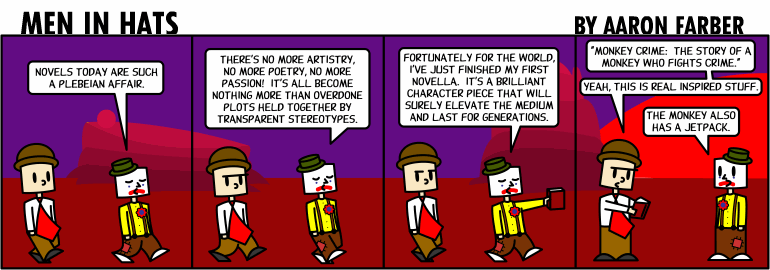 MEN IN HATS
BY AARON FARBER
NOVELS TODAY ARE SUCH
A PLEBEIAN AFFAIR.
THERE'S NO MORE ARTISTRY,
NO MORE POETRY, NO MORE
PASSION! IT'S ALL BECOME
NOTHING MORE THAN OVERDONE
PLOTS HELD TOGETHER BY
TRANSPARENT STEREOTYPES.
FORTUNATELY FOR THE WORLD,
I'VE JUST FINISHED MY FIRST
NOVELLA. IT'S A BRILLIANT
CHARACTER PIECE THAT WILL
SURELY ELEVATE THE MEDIUM
AND LAST FOR GENERATIONS.
"MONKEY CRIME: THE STORY OF A
MONKEY WHO FIGHTS CRIME."
YEAH, THIS IS REAL INSPIRED STUFF.
THE MONKEY ALSO
HAS A JETPACK.